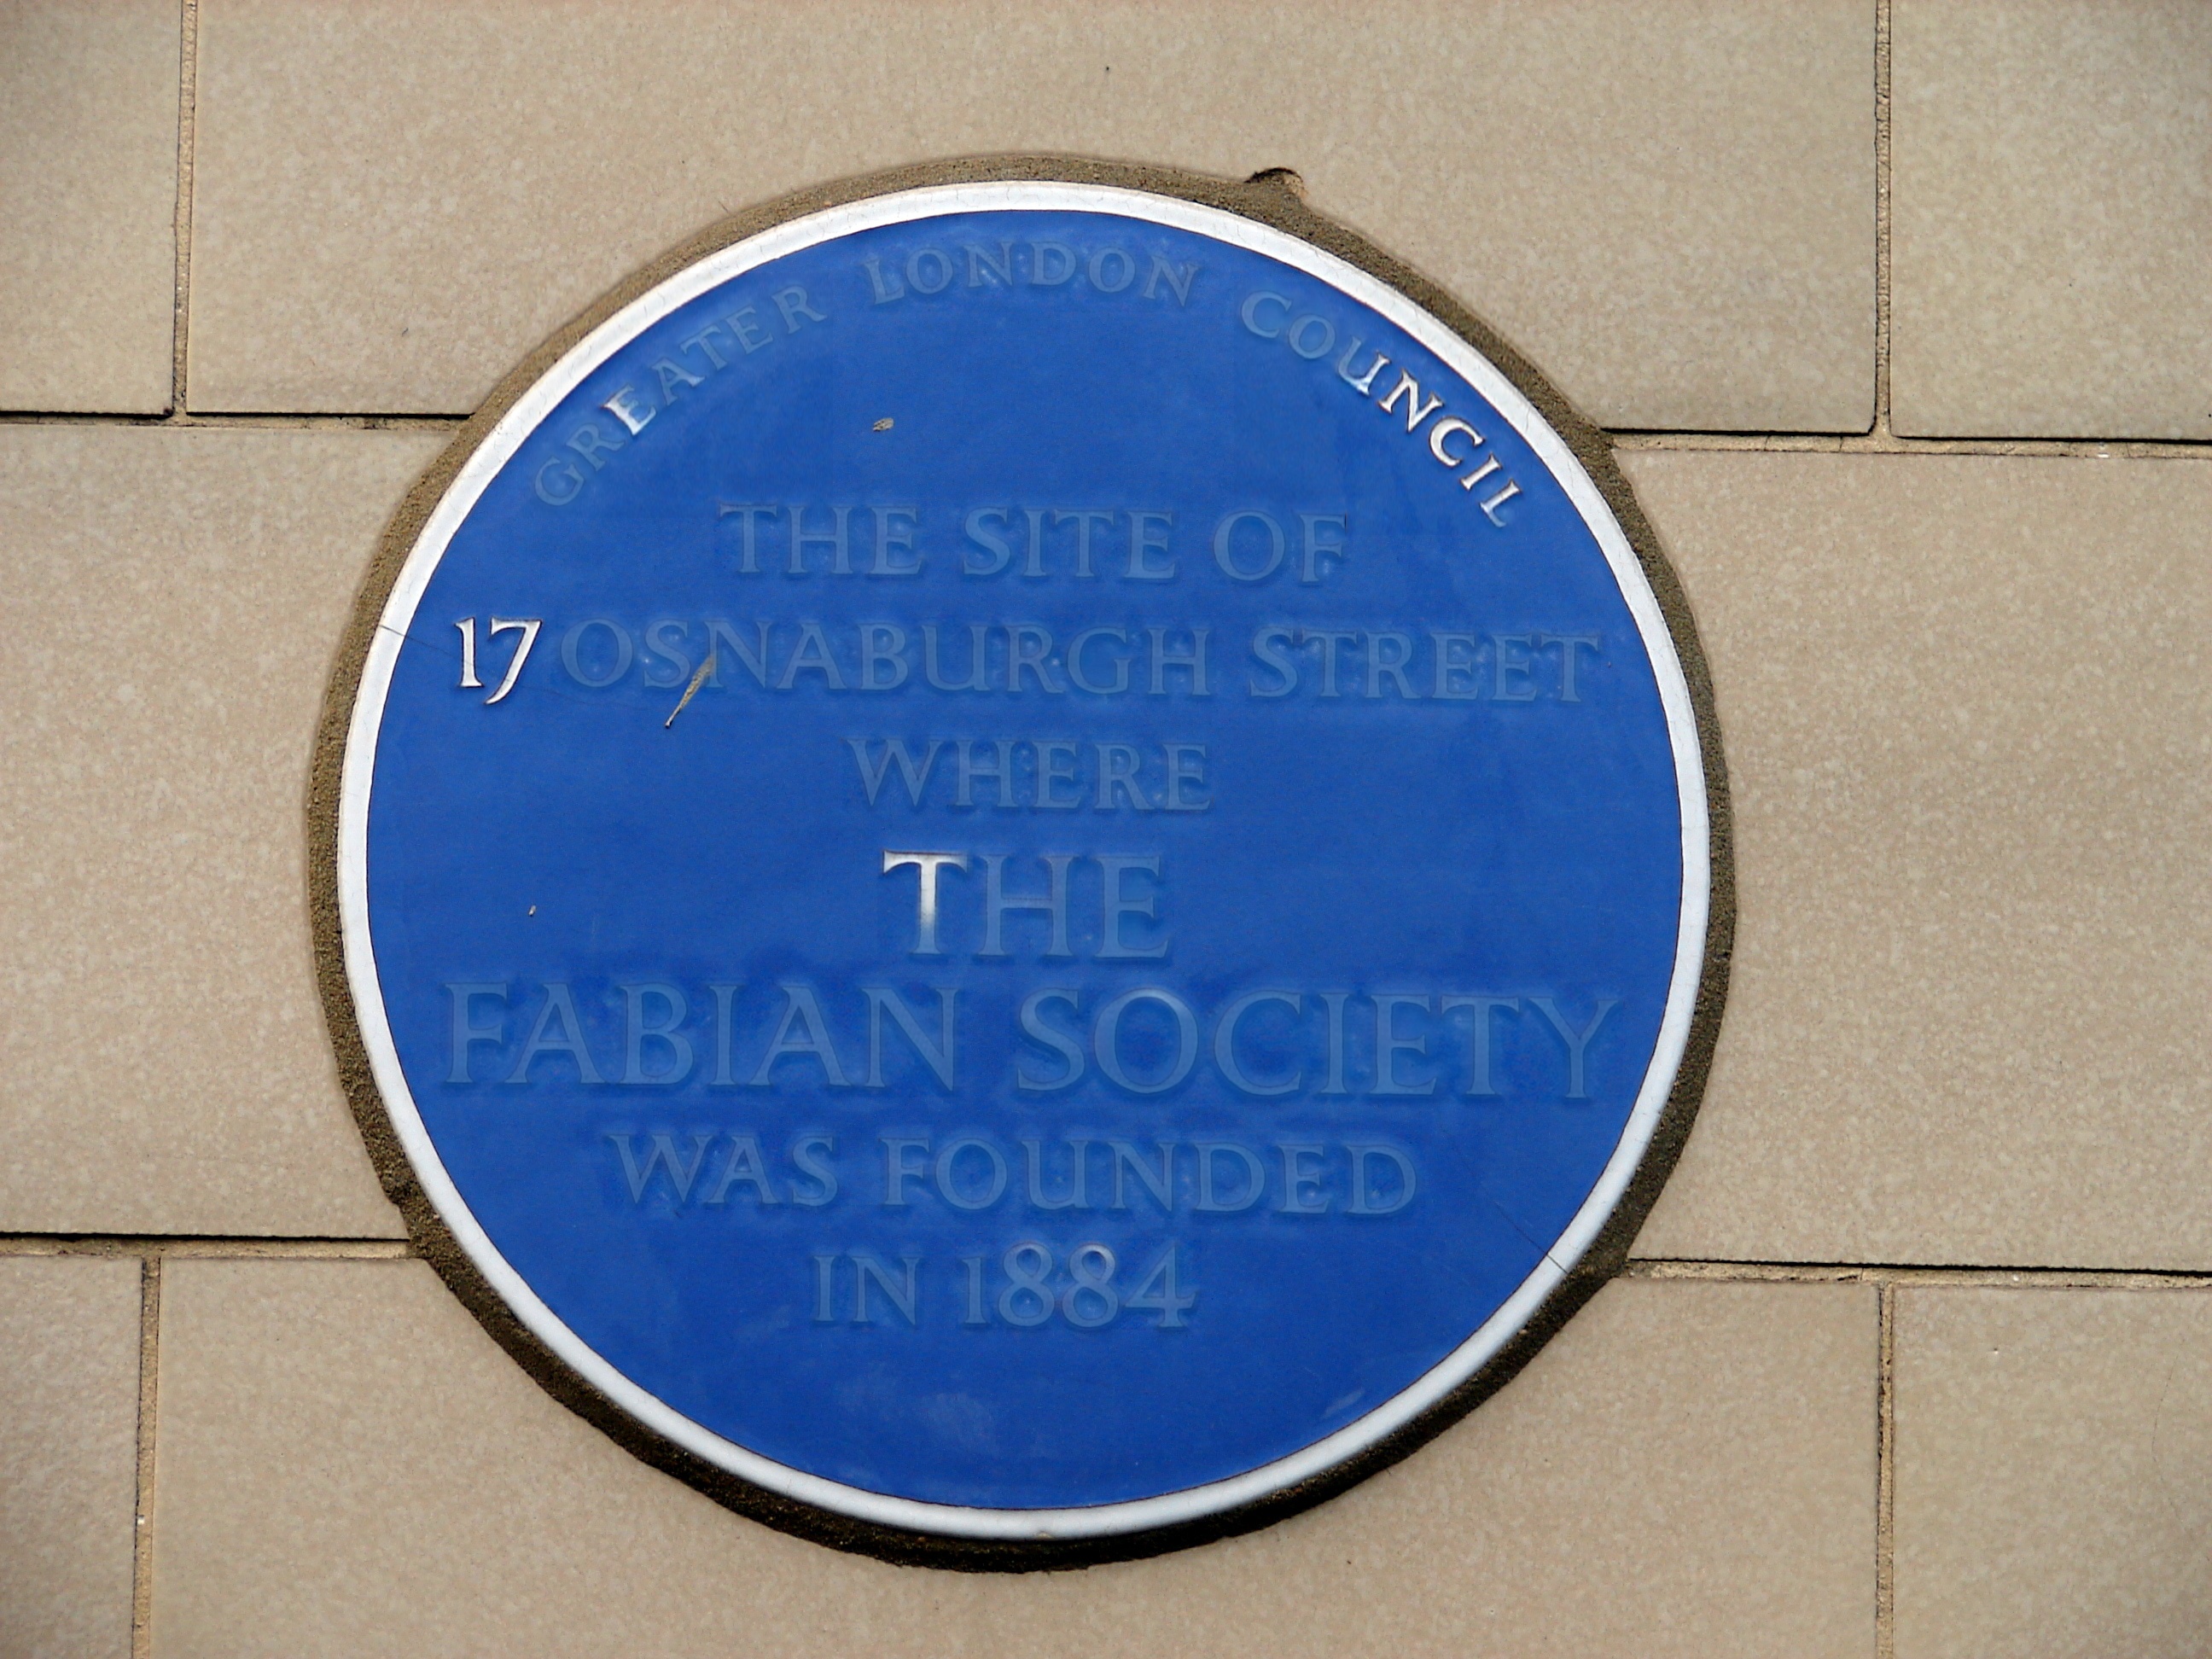 GREATER LONDON COUNCIL
THE SITE OF
17 OSNABURGH STREET
WHERE
THE
FABIAN SOCIETY
WAS FOUNDED
IN 1884